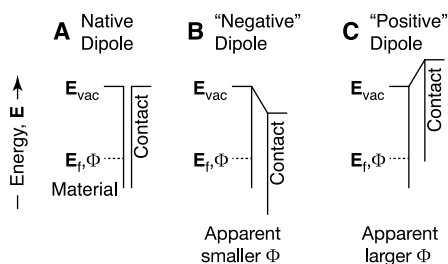 A Native
Dipole
B "Negative"
Dipole
C "Positive"
Dipole
— Energy, E →
Evac
Ef,Φ
Material
Contact
Evac
Ef,Φ
Contact
Apparent
smaller Φ
Evac
Ef,Φ
Contact
Apparent
larger Φ